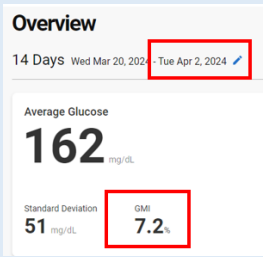 Overview
14 Days Wed Mar 20, 2024 - Tue Apr 2, 2024
Average Glucose
162 mg/dL
Standard Deviation GMI
51 mg/dL 7.2%